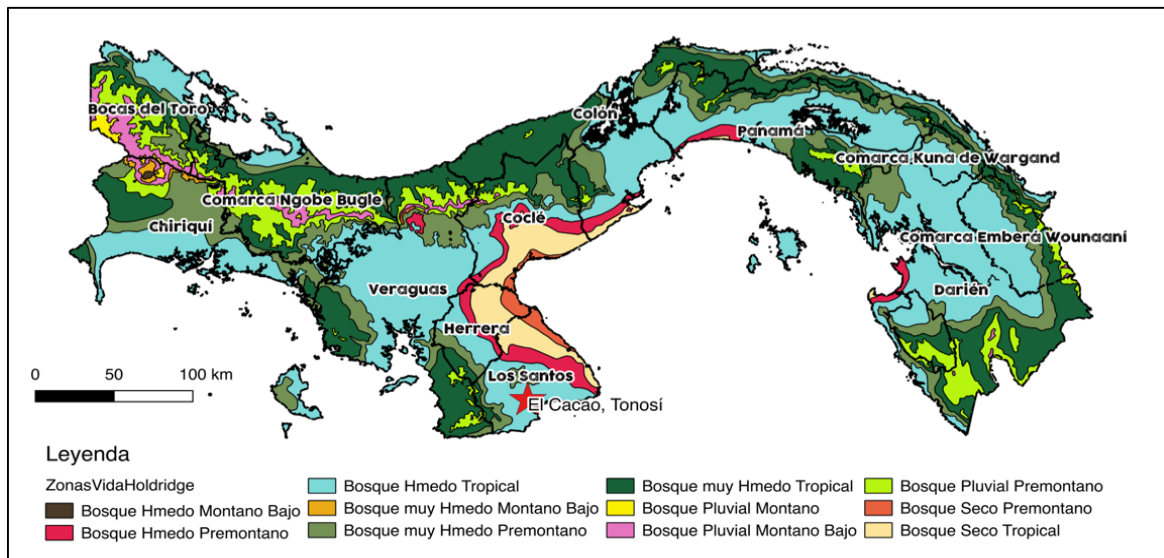 Bocas del Toro
Colón
Panamá
Comarca Kuna de Wargand
Comarca Ngobe Bugle
Coclé
Chiriquí
Comarca Emberá Wounaaní
Veraguas
Darién
Herrera
0 50 100 km
Los Santos
El Cacao, Tonosí
Leyenda
ZonasVidaHoldridge
Bosque Hmedo Montano Bajo
Bosque Hmedo Premontano
Bosque Hmedo Tropical
Bosque muy Hmedo Montano Bajo
Bosque muy Hmedo Premontano
Bosque muy Hmedo Tropical
Bosque Pluvial Montano
Bosque Pluvial Montano Bajo
Bosque Pluvial Premontano
Bosque Seco Premontano
Bosque Seco Tropical